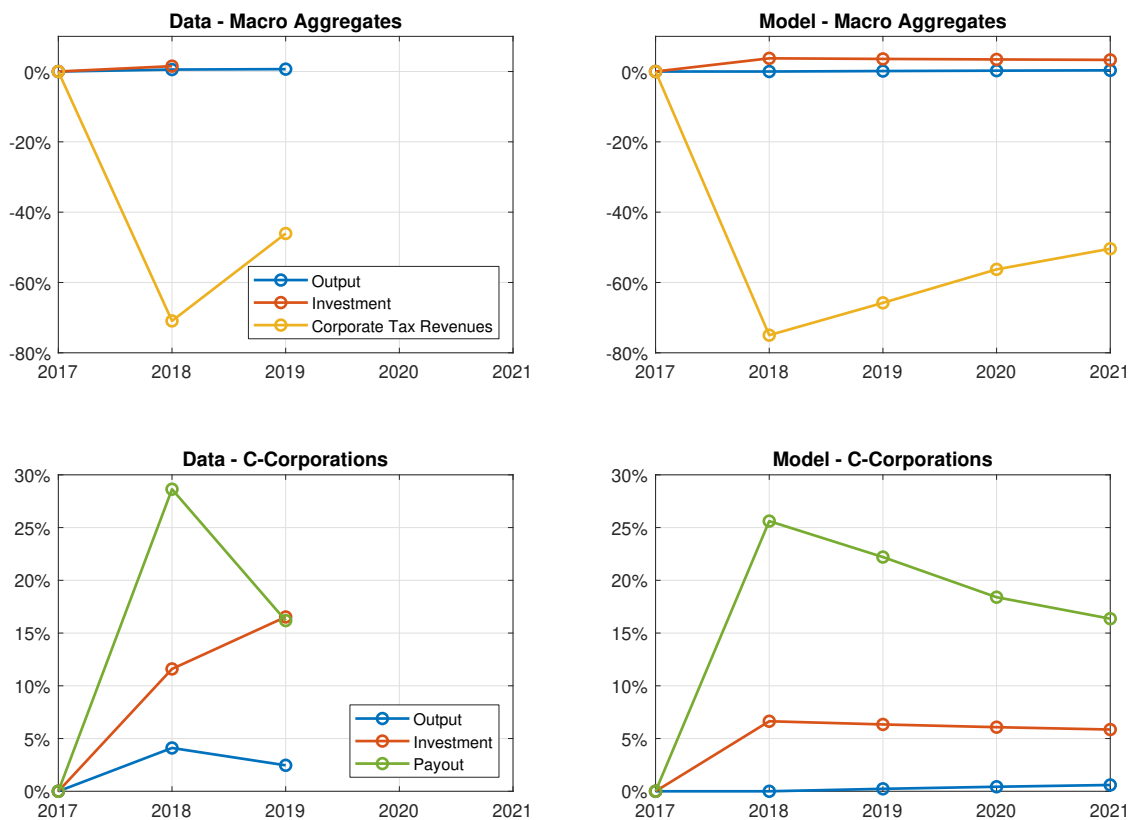 Data - Macro Aggregates
0%
-20%
-40%
-60%
-80%
2017 2018 2019 2020 2021
Output
Investment
Corporate Tax Revenues
Model - Macro Aggregates
0%
-20%
-40%
-60%
-80%
2017 2018 2019 2020 2021
Data - C-Corporations
30%
25%
20%
15%
10%
5%
0%
2017 2018 2019 2020 2021
Output
Investment
Payout
Model - C-Corporations
30%
25%
20%
15%
10%
5%
0%
2017 2018 2019 2020 2021